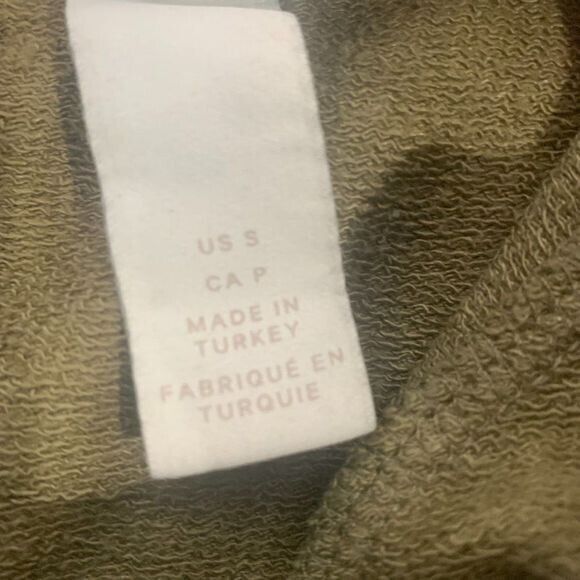 US S
CA P
MADE IN
TURKEY
FABRIQUÉ EN
TURQUIE